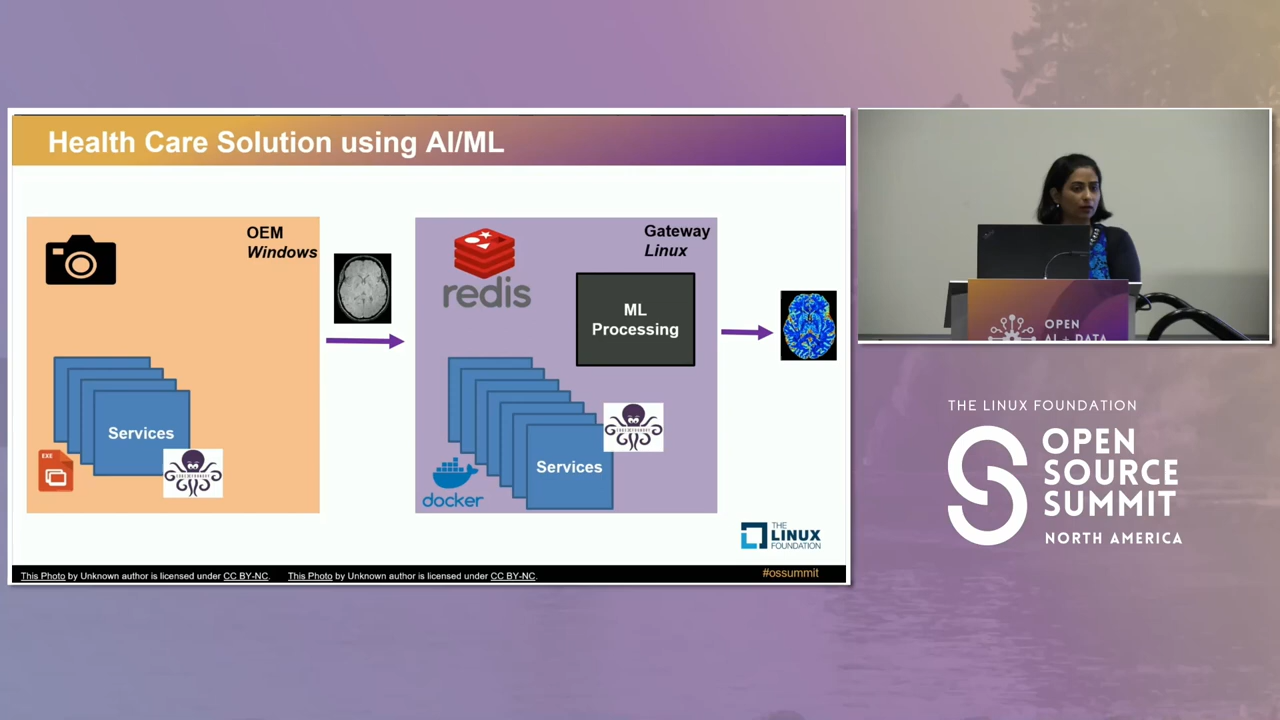 Health Care Solution using AI/ML
OEM
Windows
EXE
Services
redis
Gateway
Linux
ML
Processing
docker
Services
THE
LINUX
FOUNDATION
This Photo by Unknown author is licensed under CC BY-NC.
This Photo by Unknown author is licensed under CC BY-NC.
#ossummit
OPEN
AI + DATA
THE LINUX FOUNDATION
OPEN
SOURCE
SUMMIT
NORTH AMERICA